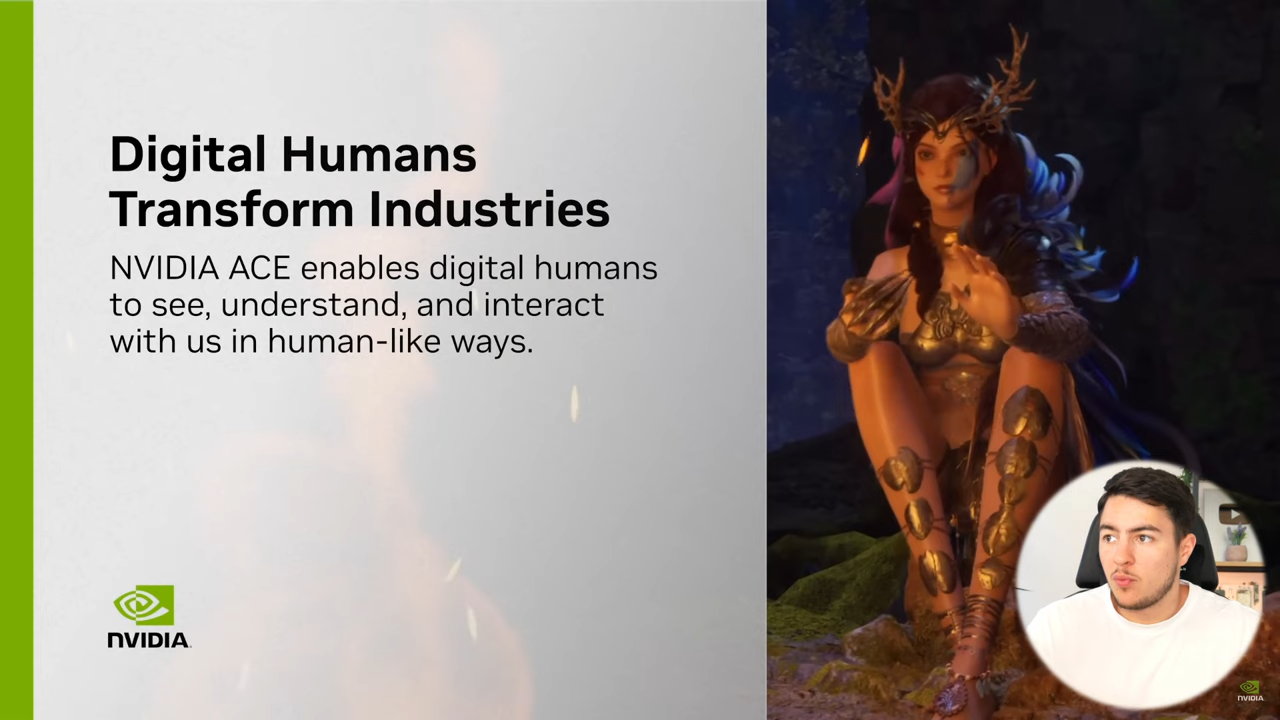 Digital Humans
Transform Industries
NVIDIA ACE enables digital humans
to see, understand, and interact
with us in human-like ways.
NVIDIA
NVIDIA